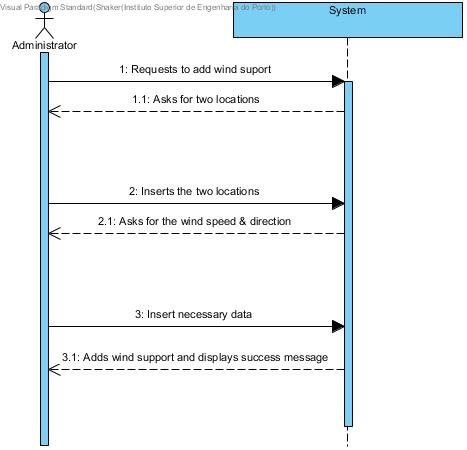 Visual Paradigm Standard(Shaker(Instituto Superior de Engenharia do Porto))
System
Administrator
1: Requests to add wind suport
1.1: Asks for two locations
2: Inserts the two locations
2.1: Asks for the wind speed & direction
3: Insert necessary data
3.1: Adds wind support and displays success message